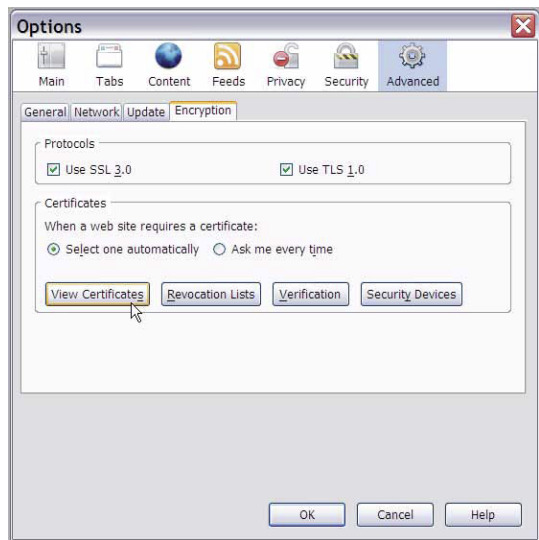 Options
Main Tabs Content Feeds Privacy Security Advanced
General Network Update Encryption
Protocols
Use SSL 3.0 Use TLS 1.0
Certificates
When a web site requires a certificate:
Select one automatically Ask me every time
View Certificates Revocation Lists Verification Security Devices
OK Cancel Help